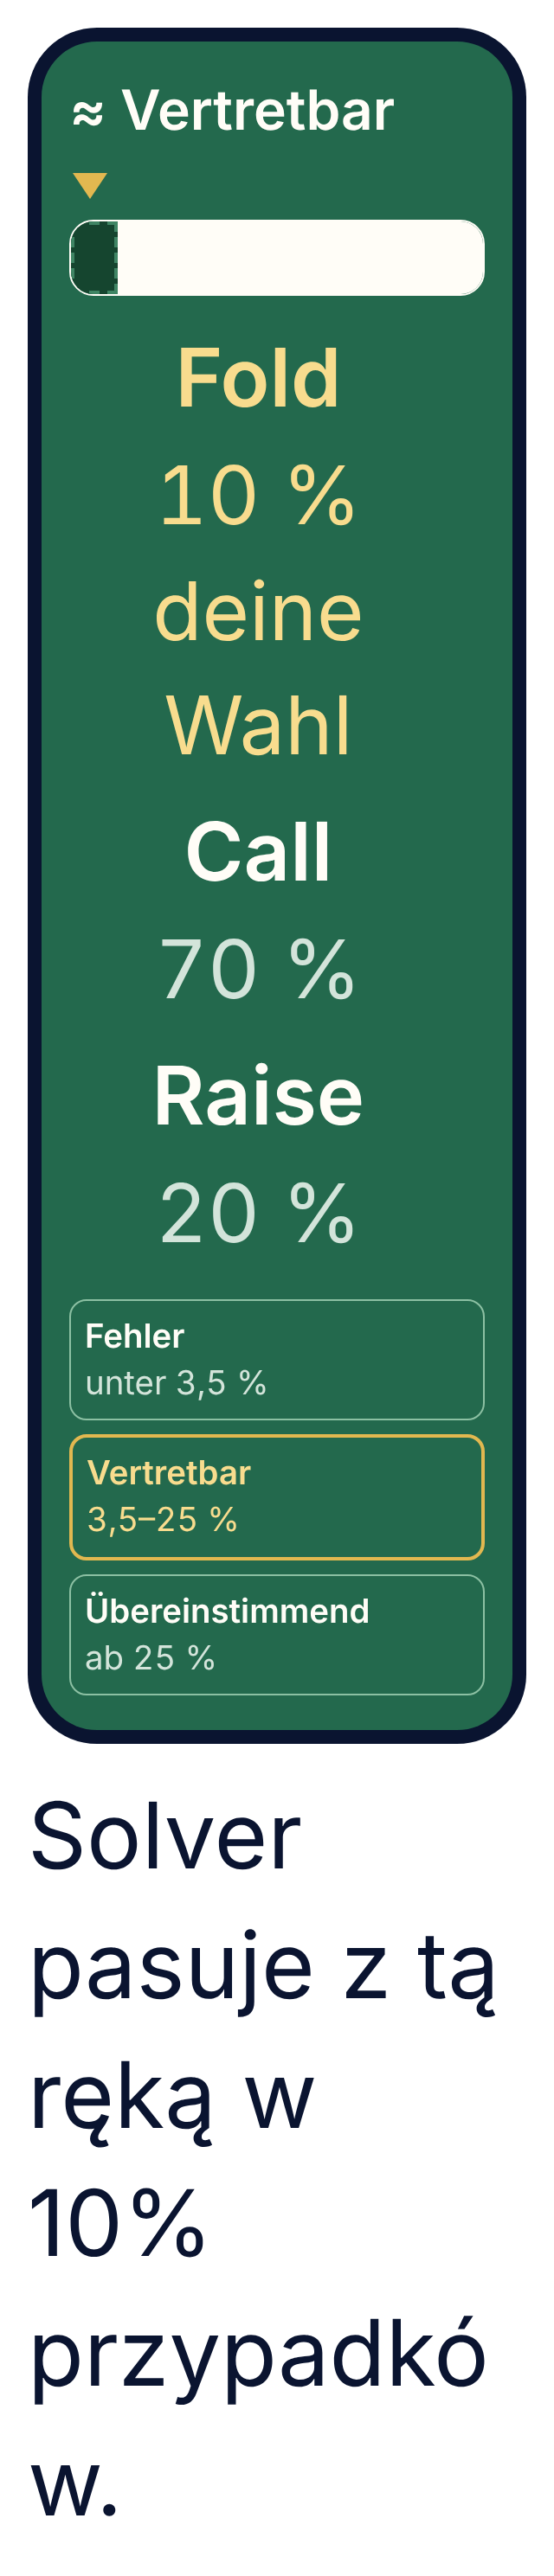 ≈ Vertretbar
Fold
10 %
deine
Wahl
Call
70 %
Raise
20 %
Fehler
unter 3,5 %
Vertretbar
3,5–25 %
Übereinstimmend
ab 25 %
Solver
pasuje z tą
ręką w
10%
przypadkó
w.